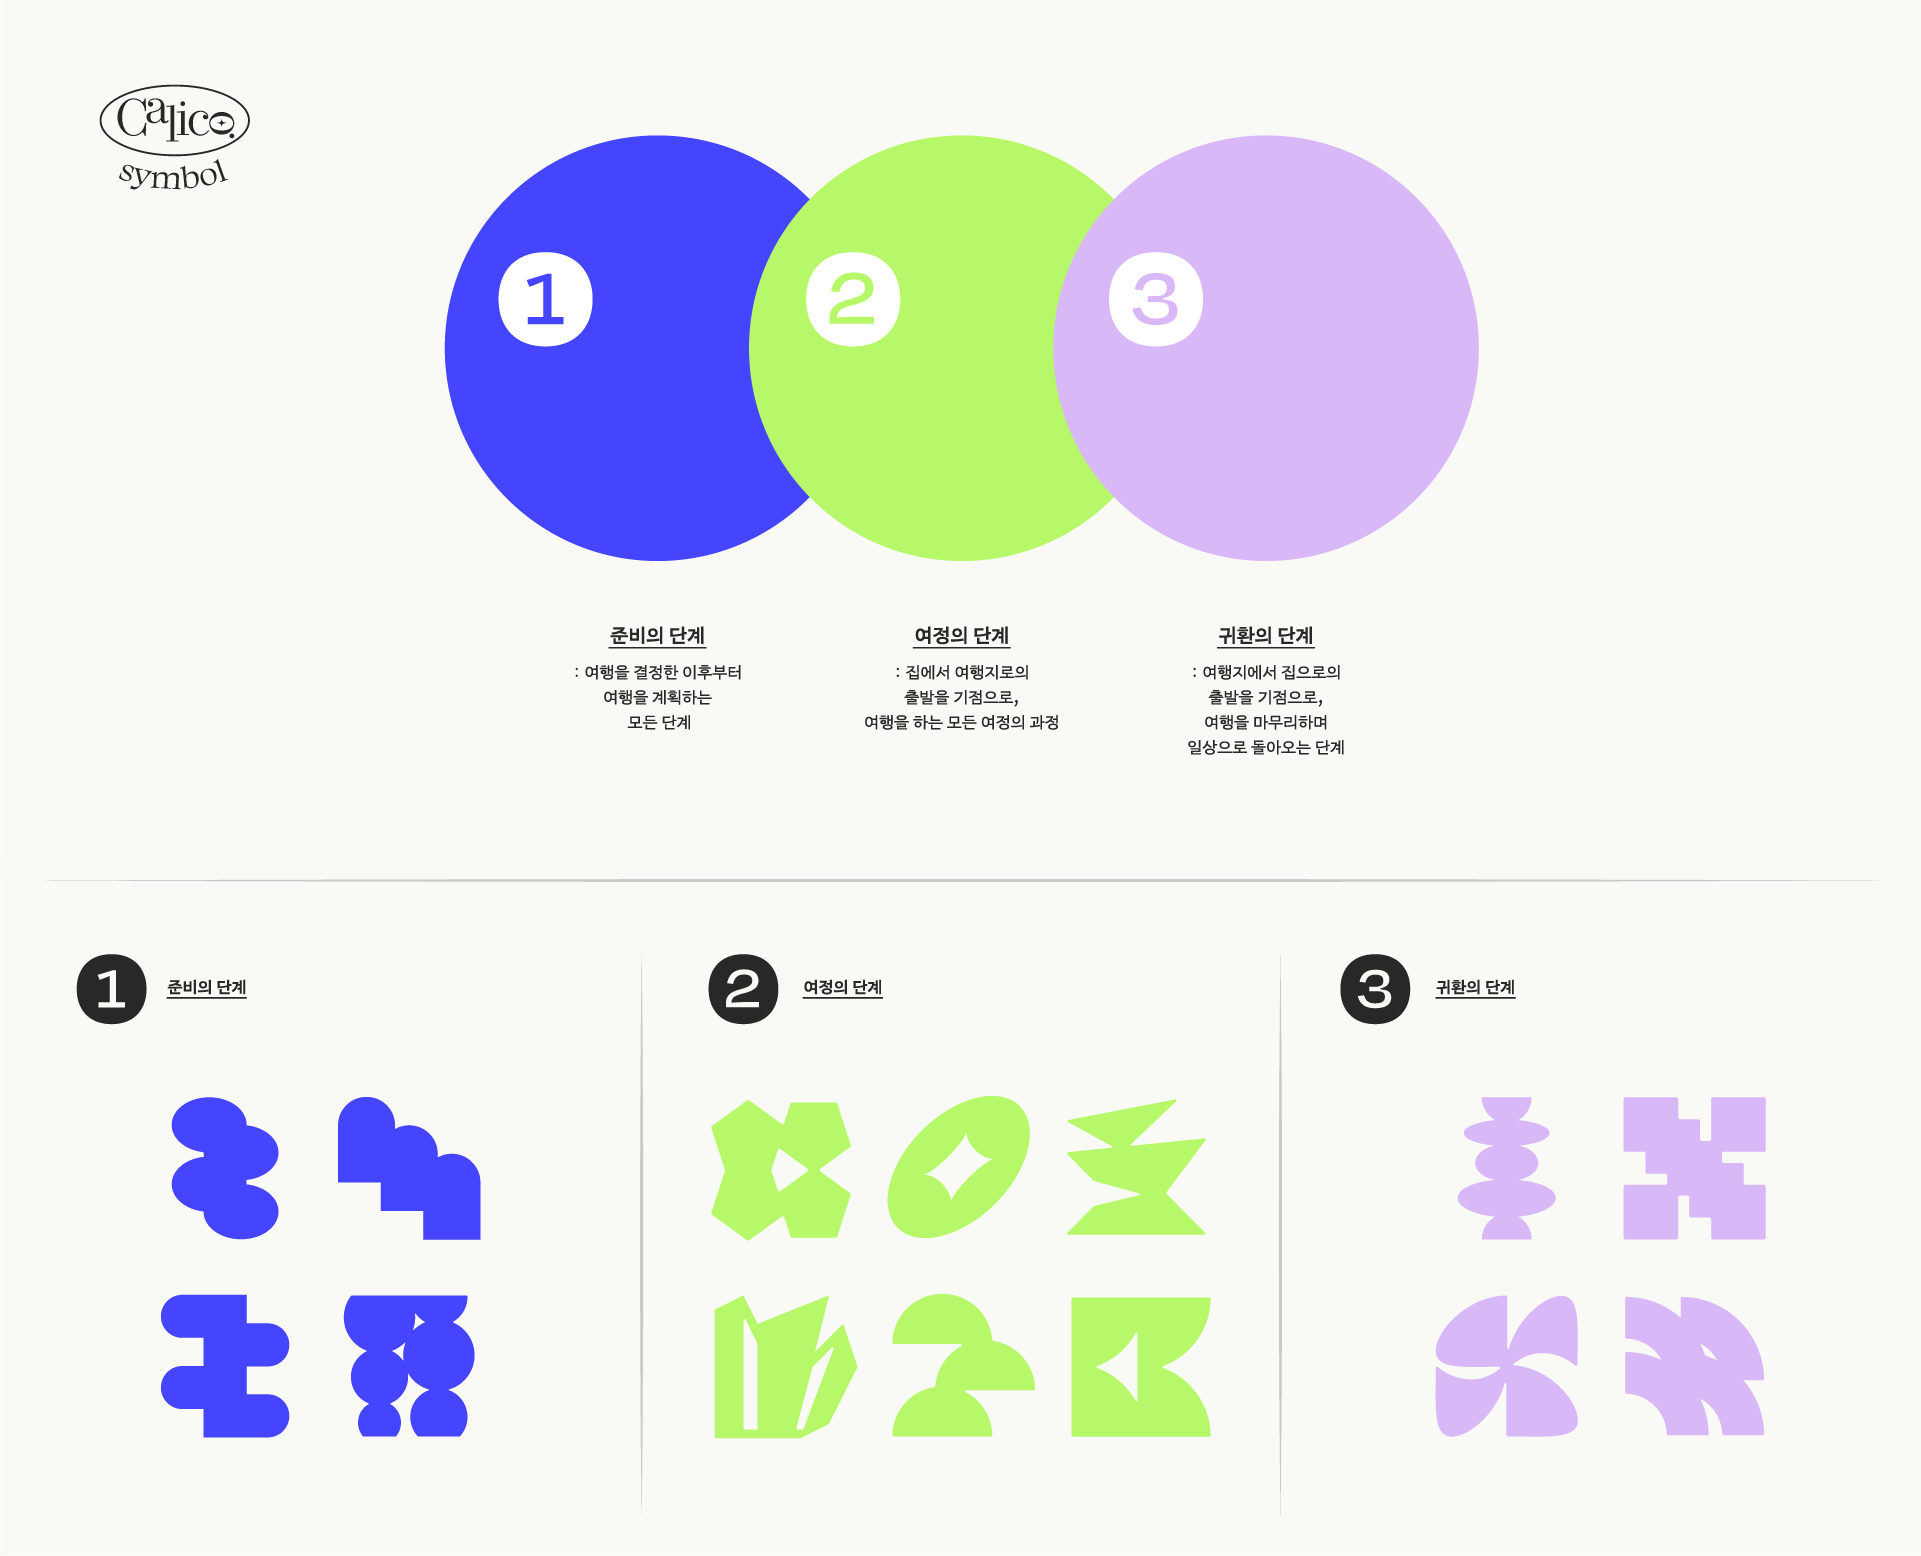 Calico.
symbol
1
2
3
준비의 단계
: 여행을 결정한 이후부터
여행을 계획하는
모든 단계
여정의 단계
: 집에서 여행지로의
출발을 기점으로,
여행을 하는 모든 여정의 과정
귀환의 단계
: 여행지에서 집으로의
출발을 기점으로,
여행을 마무리하며
일상으로 돌아오는 단계
1
준비의 단계
2
여정의 단계
3
귀환의 단계